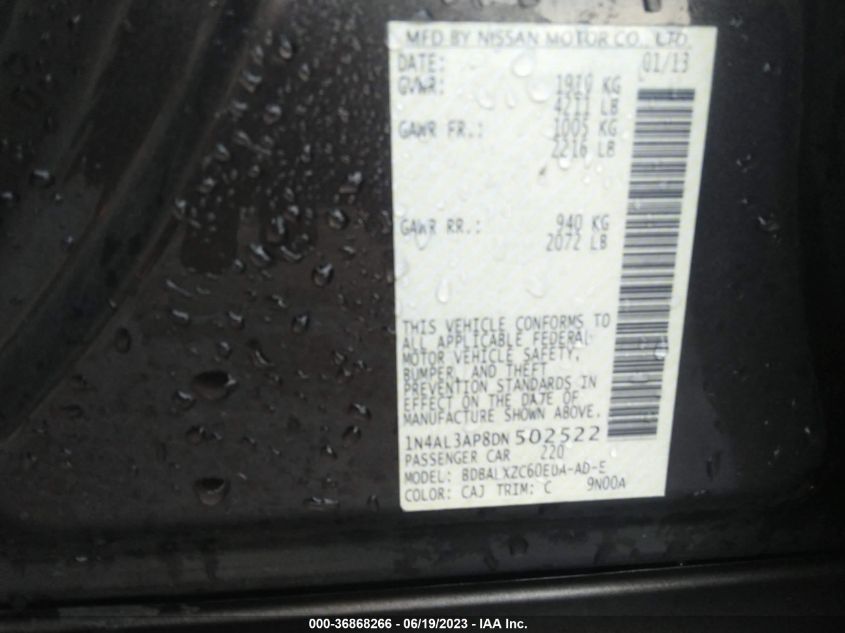 MFD BY NISSAN MOTOR CO., LTD.
DATE: 01/13
GVWR: 1910 KG
4211 LB
GAWR FR.: 1005 KG
2216 LB
GAWR RR.: 940 KG
2072 LB
THIS VEHICLE CONFORMS TO
ALL APPLICABLE FEDERAL
MOTOR VEHICLE SAFETY,
BUMPER, AND THEFT
PREVENTION STANDARDS IN
EFFECT ON THE DATE OF
MANUFACTURE SHOWN ABOVE.
1N4AL3AP8DN 502522
PASSENGER CAR 220
MODEL: BDBALXZC60EDA-AD-E
COLOR: CAJ TRIM: C 9N00A
000-36868266 - 06/19/2023 - IAA Inc.